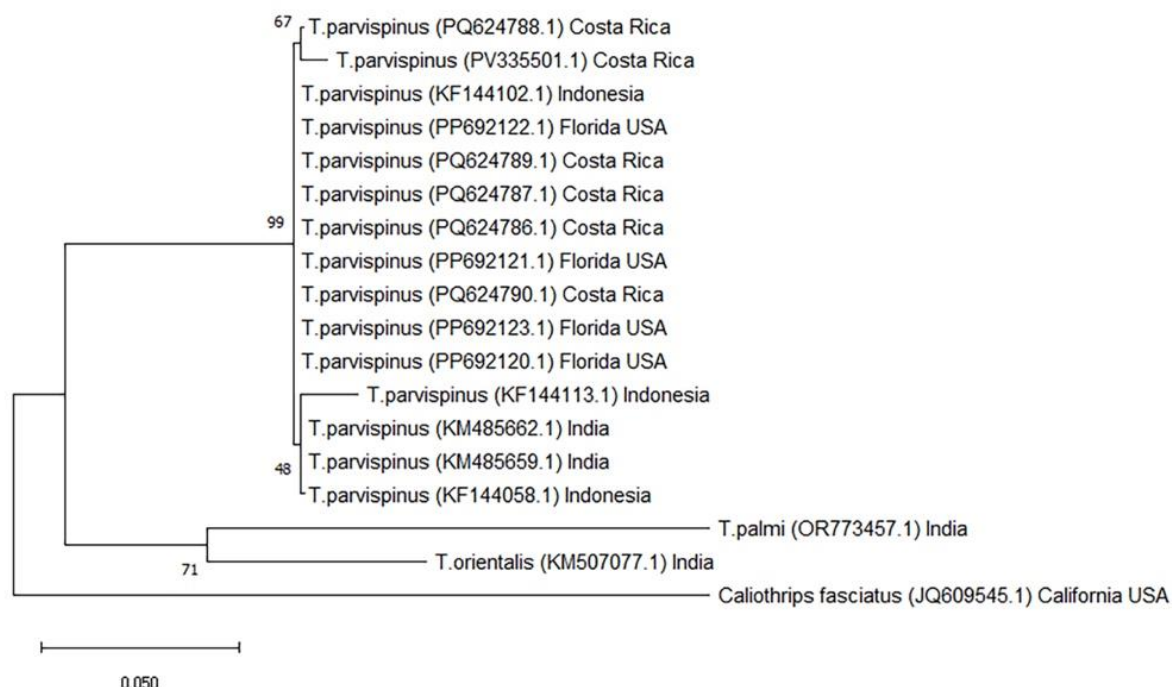 67
T.parvispinus (PQ624788.1) Costa Rica
T.parvispinus (PV335501.1) Costa Rica
T.parvispinus (KF144102.1) Indonesia
T.parvispinus (PP692122.1) Florida USA
T.parvispinus (PQ624789.1) Costa Rica
T.parvispinus (PQ624787.1) Costa Rica
99
T.parvispinus (PQ624786.1) Costa Rica
T.parvispinus (PP692121.1) Florida USA
T.parvispinus (PQ624790.1) Costa Rica
T.parvispinus (PP692123.1) Florida USA
T.parvispinus (PP692120.1) Florida USA
T.parvispinus (KF144113.1) Indonesia
T.parvispinus (KM485662.1) India
T.parvispinus (KM485659.1) India
48
T.parvispinus (KF144058.1) Indonesia
T.palmi (OR773457.1) India
T.orientalis (KM507077.1) India
71
Caliothrips fasciatus (JQ609545.1) California USA
0.050